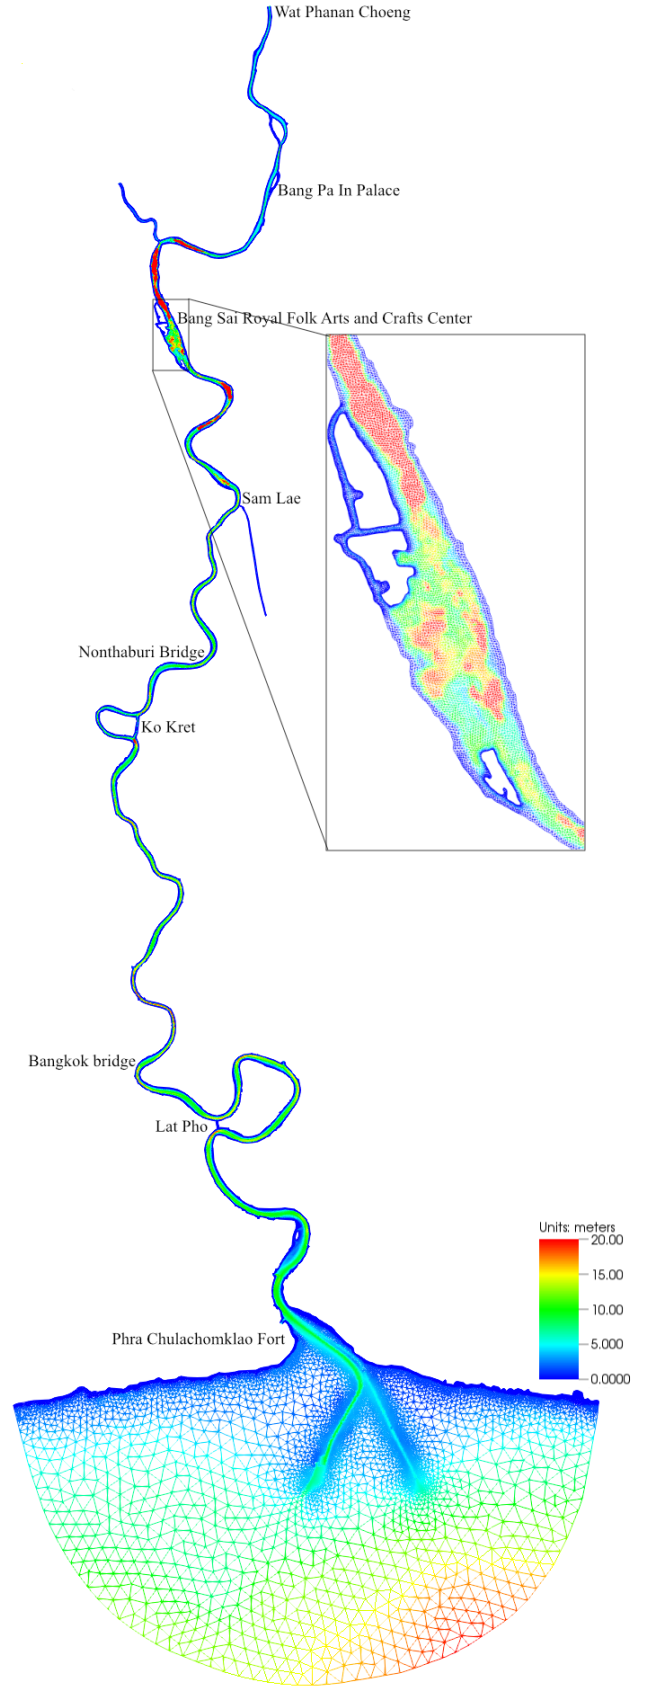 Wat Phanan Choeng
Bang Pa In Palace
Bang Sai Royal Folk Arts and Crafts Center
Sam Lae
Nonthaburi Bridge
Ko Kret
Bangkok bridge
Lat Pho
Units: meters
20.00
15.00
10.00
5.000
0.0000
Phra Chulachomklao Fort